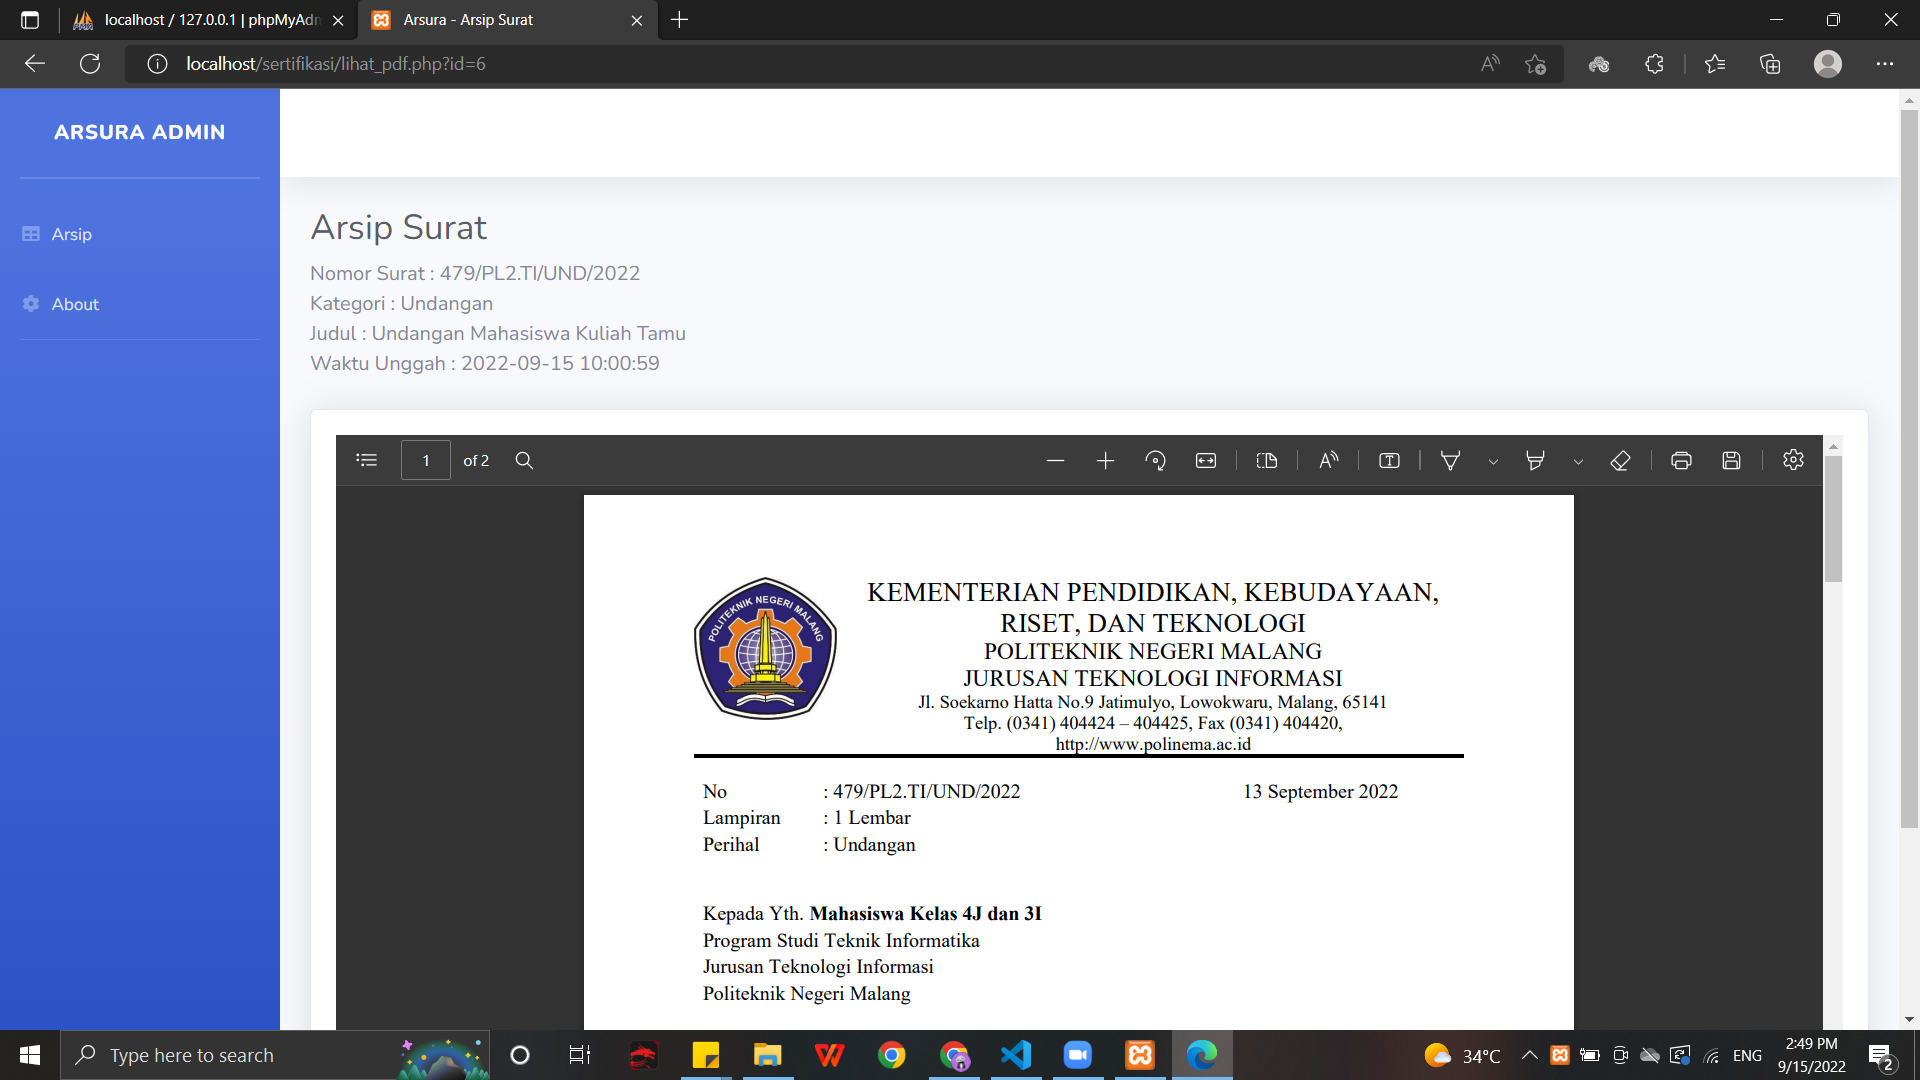 localhost / 127.0.0.1 | phpMyAdm
Arsura - Arsip Surat
localhost/sertifikasi/lihat_pdf.php?id=6
ARSURA ADMIN
Arsip
About
Arsip Surat
Nomor Surat : 479/PL2.TI/UND/2022
Kategori : Undangan
Judul : Undangan Mahasiswa Kuliah Tamu
Waktu Unggah : 2022-09-15 10:00:59
1 of 2
POLITEKNIK NEGERI MALANG
KEMENTERIAN PENDIDIKAN, KEBUDAYAAN,
RISET, DAN TEKNOLOGI
POLITEKNIK NEGERI MALANG
JURUSAN TEKNOLOGI INFORMASI
Jl. Soekarno Hatta No.9 Jatimulyo, Lowokwaru, Malang, 65141
Telp. (0341) 404424 – 404425, Fax (0341) 404420,
http://www.polinema.ac.id
No : 479/PL2.TI/UND/2022 13 September 2022
Lampiran : 1 Lembar
Perihal : Undangan
Kepada Yth. Mahasiswa Kelas 4J dan 3I
Program Studi Teknik Informatika
Jurusan Teknologi Informasi
Politeknik Negeri Malang
Type here to search
34°C
ENG
2:49 PM
9/15/2022
2